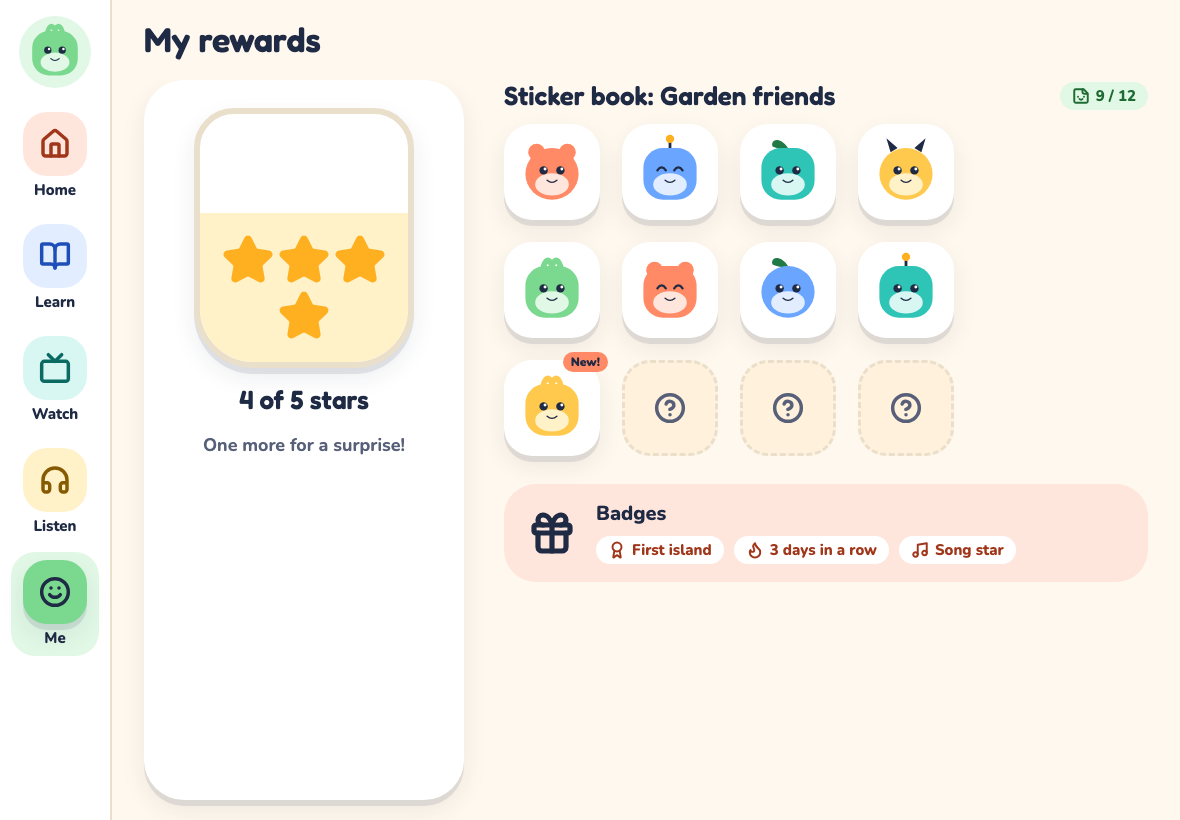 My rewards
Home
Learn
Watch
Listen
Me
4 of 5 stars
One more for a surprise!
Sticker book: Garden friends
9 / 12
New!
Badges
First island
3 days in a row
Song star